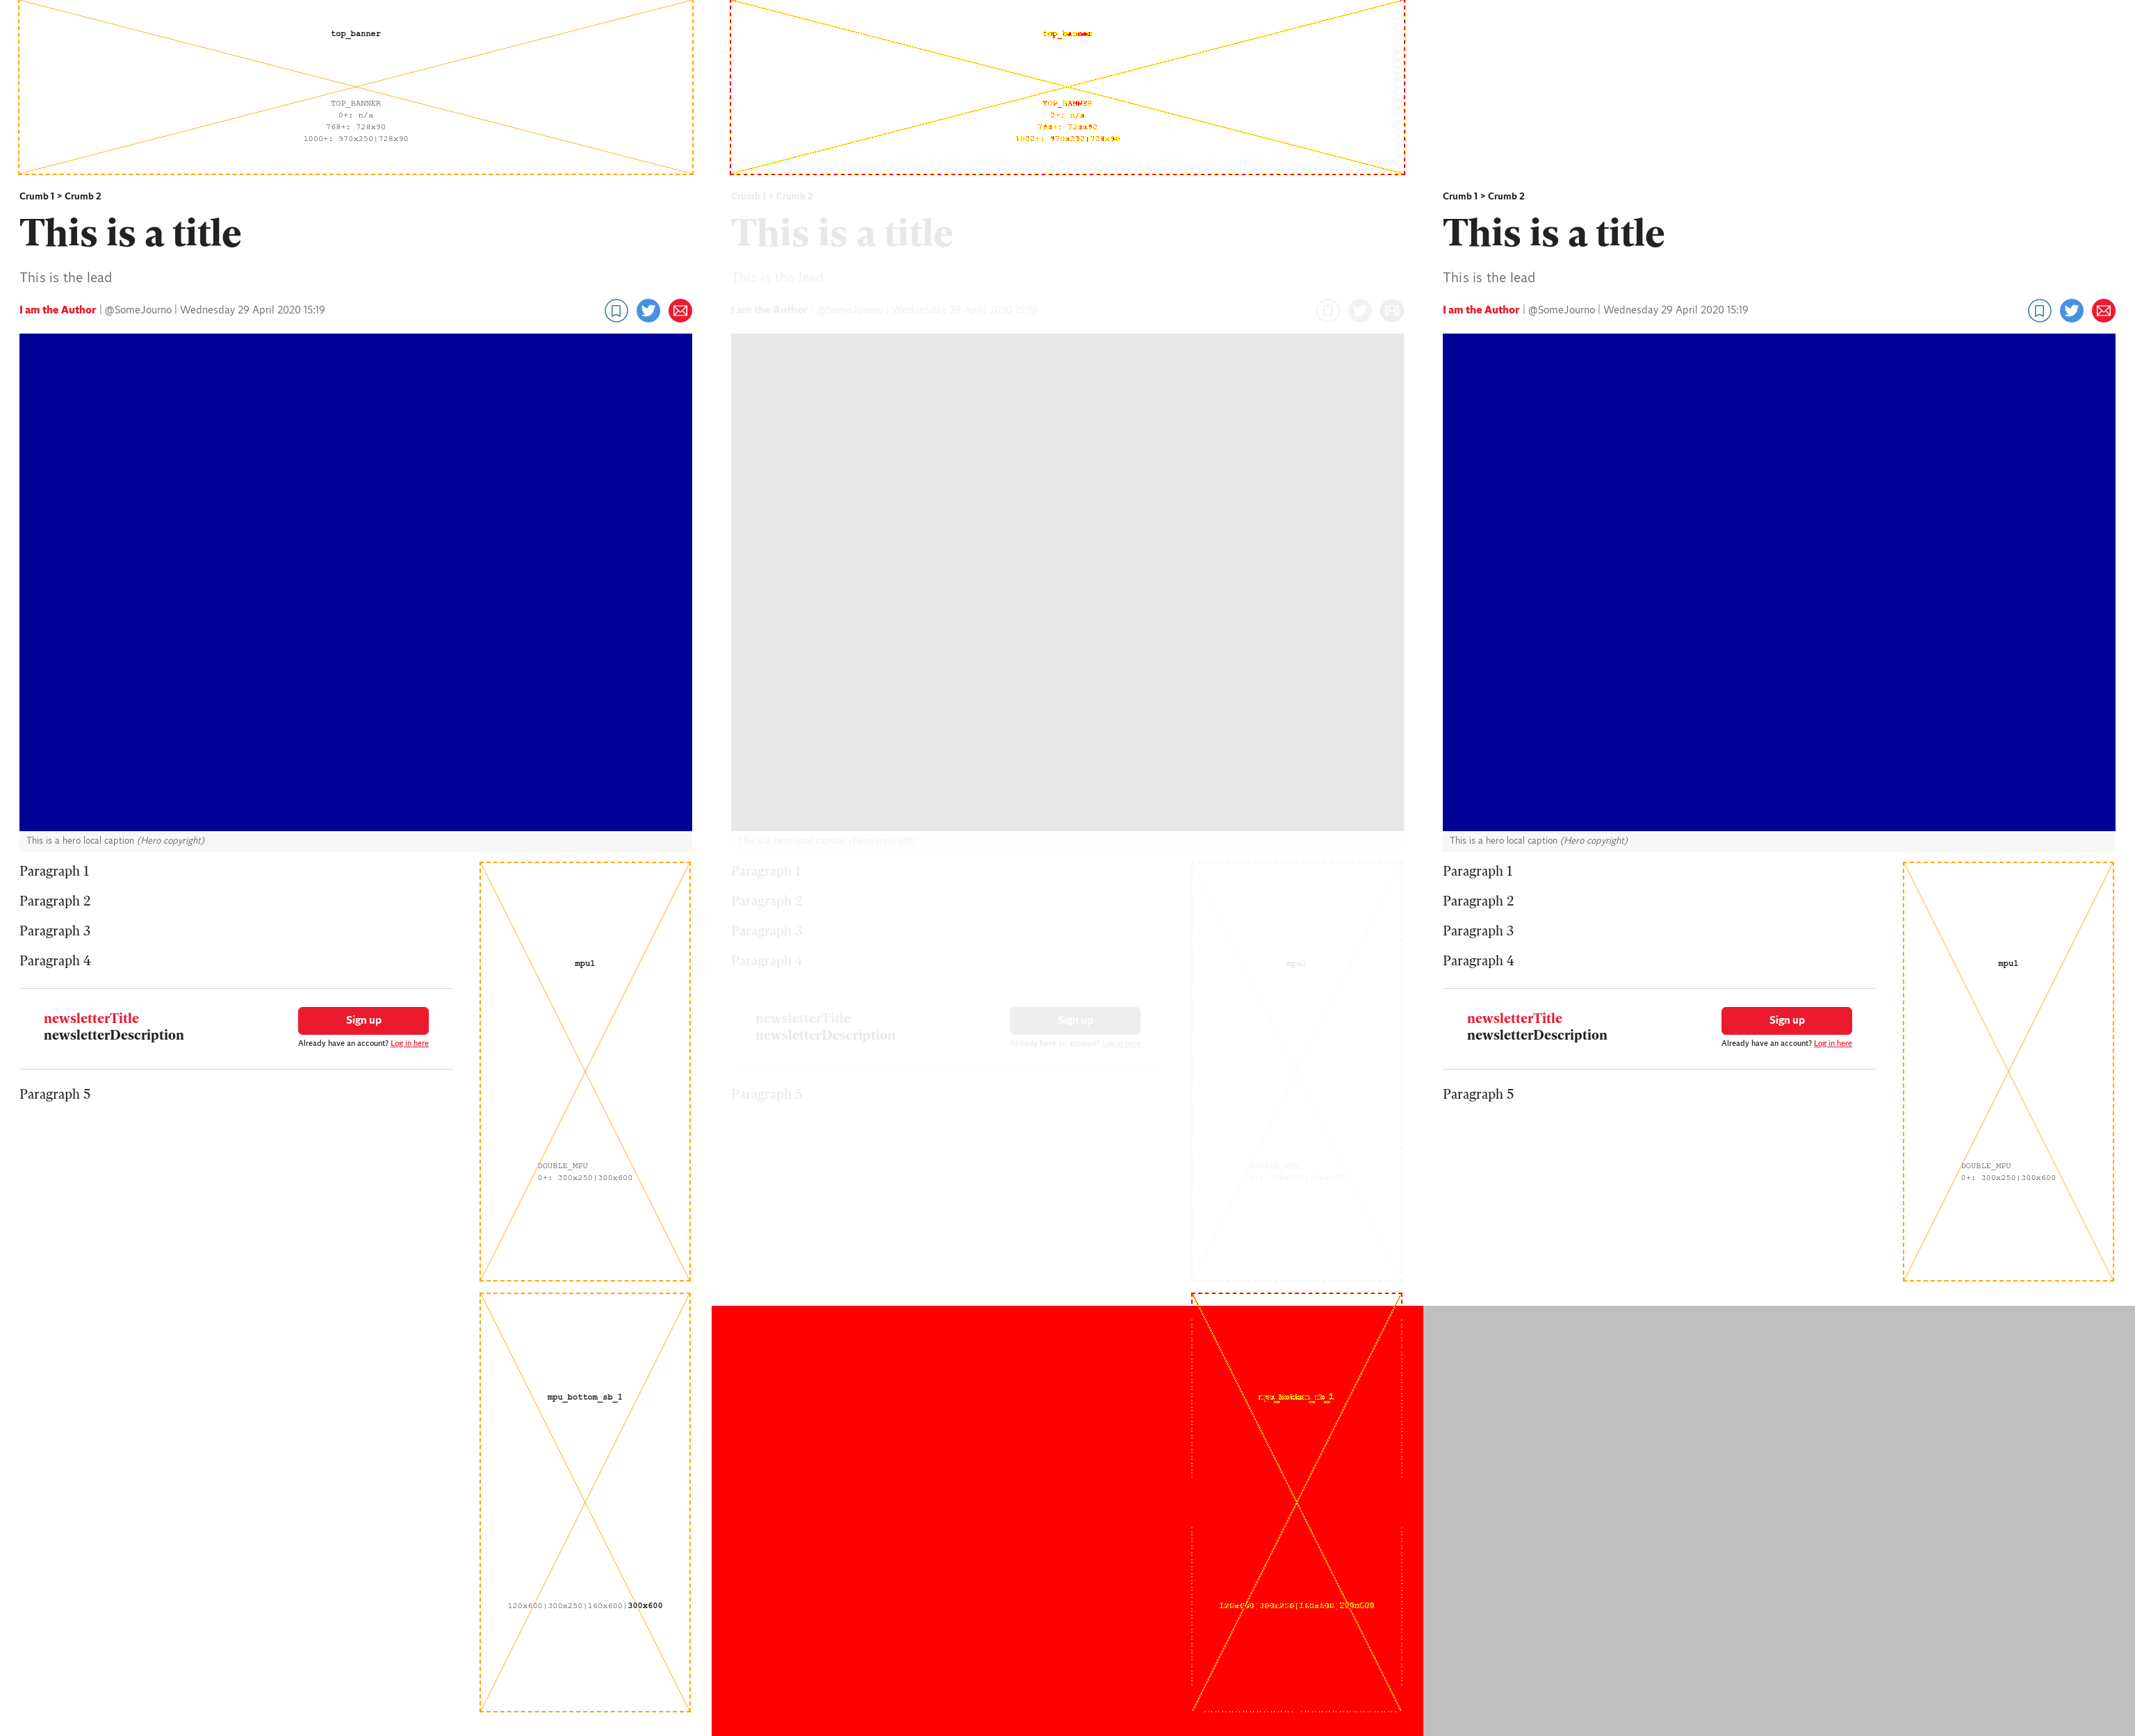 top_banner
TOP_BANNER
0+: n/a
768+: 728x90
1000+: 970x250|728x90
Crumb 1 > Crumb 2
This is a title
This is the lead
I am the Author | @SomeJourno | Wednesday 29 April 2020 15:19
This is a hero local caption (Hero copyright)
Paragraph 1
Paragraph 2
Paragraph 3
Paragraph 4
newsletterTitle
newsletterDescription
Sign up
Already have an account? Log in here
Paragraph 5
mpu1
DOUBLE_MPU
0+: 300x250|300x600
mpu_bottom_sb_1
120x600|300x250|160x600|300x600
top_banner
TOP_BANNER
0+: n/a
768+: 728x90
1000+: 970x250|728x90
Crumb 1 > Crumb 2
This is a title
This is the lead
I am the Author | @SomeJourno | Wednesday 29 April 2020 15:19
This is a hero local caption (Hero copyright)
Paragraph 1
Paragraph 2
Paragraph 3
Paragraph 4
newsletterTitle
newsletterDescription
Sign up
Already have an account? Log in here
Paragraph 5
mpu1
DOUBLE_MPU
0+: 300x250|300x600
mpu_bottom_sb_1
120x600|300x250|160x600|300x600
Crumb 1 > Crumb 2
This is a title
This is the lead
I am the Author | @SomeJourno | Wednesday 29 April 2020 15:19
This is a hero local caption (Hero copyright)
Paragraph 1
Paragraph 2
Paragraph 3
Paragraph 4
newsletterTitle
newsletterDescription
Sign up
Already have an account? Log in here
Paragraph 5
mpu1
DOUBLE_MPU
0+: 300x250|300x600